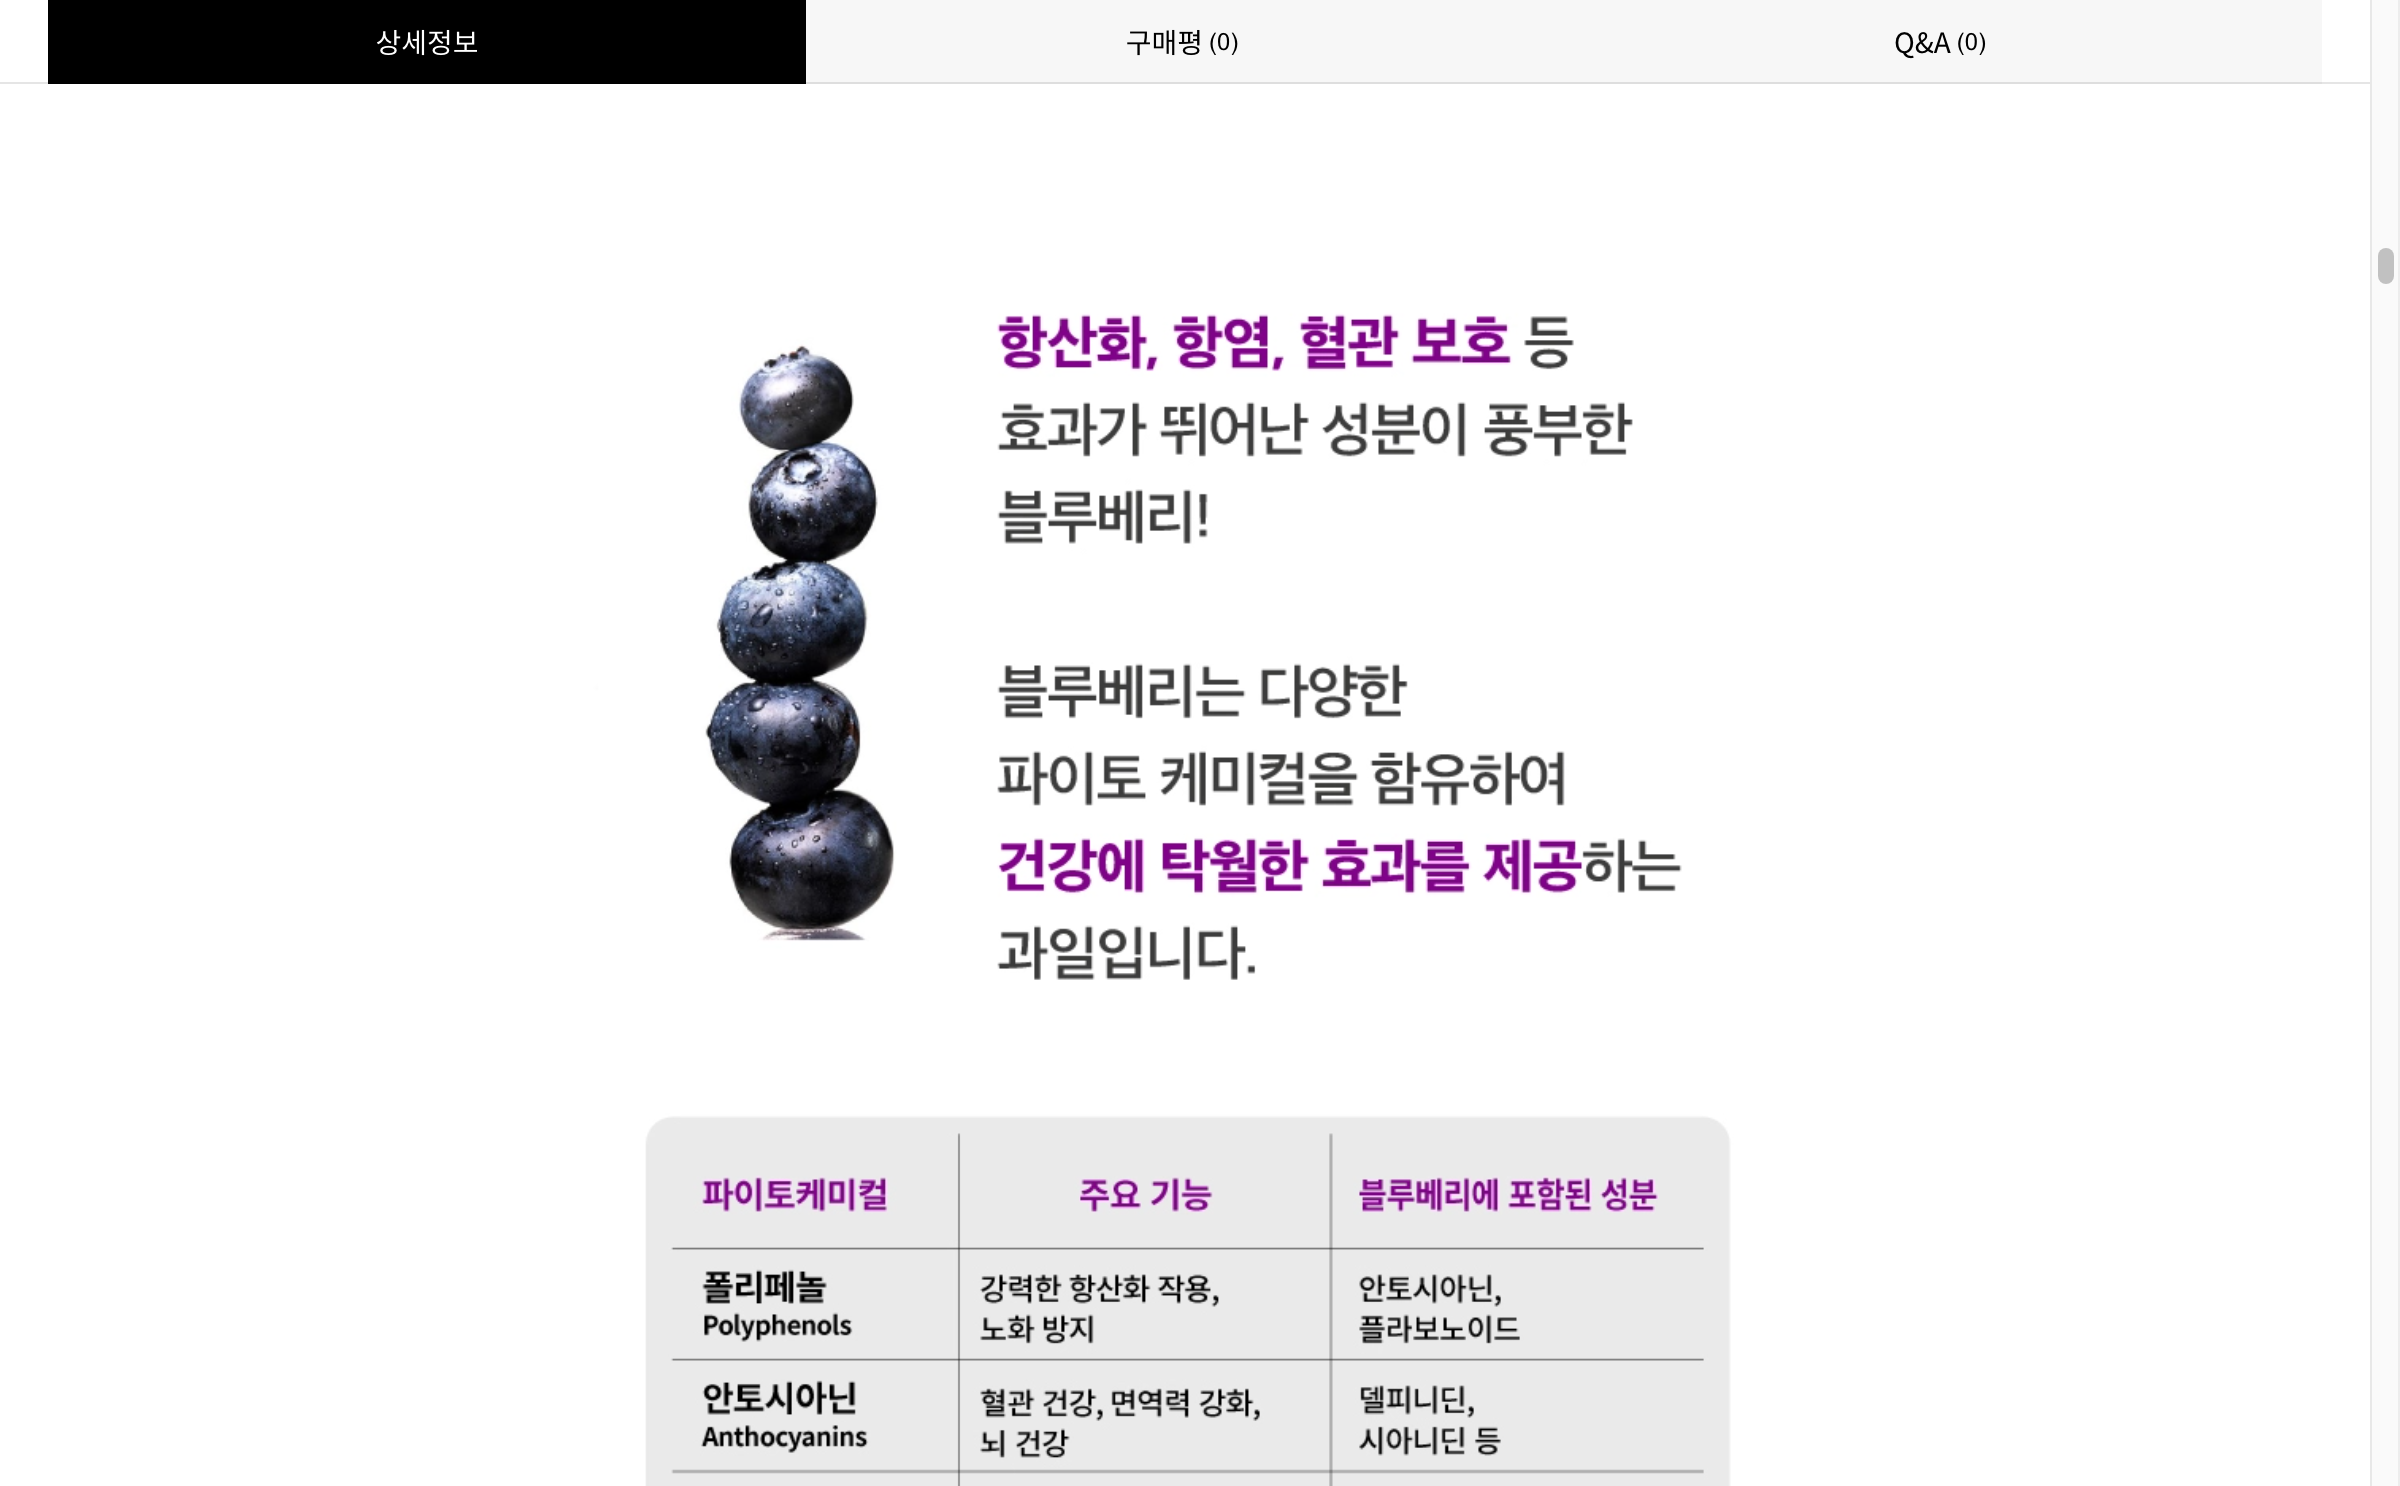 상세정보
구매평 (0)
Q&A (0)
항산화, 항염, 혈관 보호 등
효과가 뛰어난 성분이 풍부한
블루베리!
블루베리는 다양한
파이토 케미컬을 함유하여
건강에 탁월한 효과를 제공하는
과일입니다.
파이토케미컬
주요 기능
블루베리에 포함된 성분
폴리페놀
Polyphenols
강력한 항산화 작용,
노화 방지
안토시아닌,
플라보노이드
안토시아닌
Anthocyanins
혈관 건강, 면역력 강화,
뇌 건강
델피니딘,
시아니딘 등